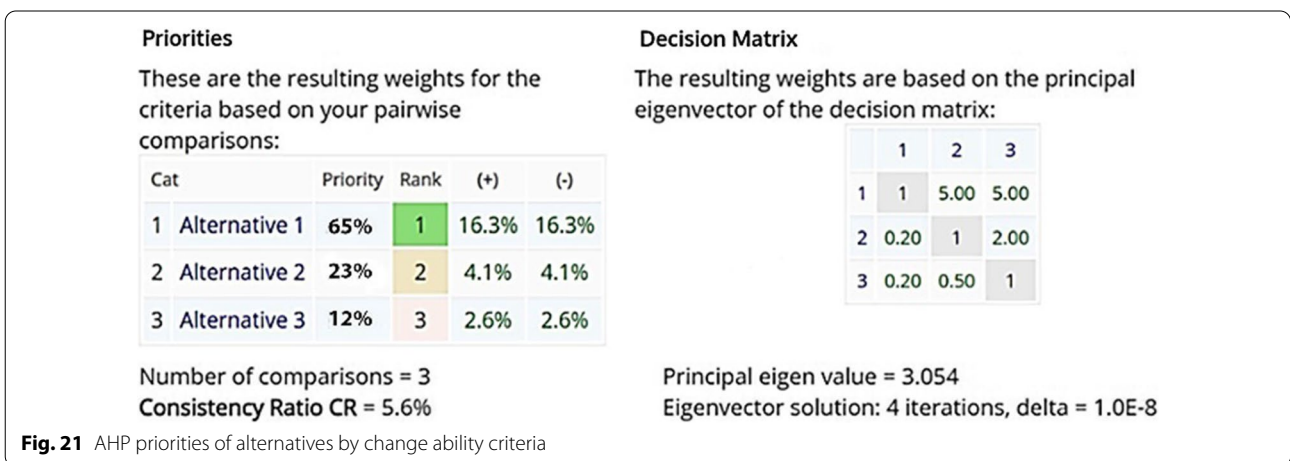 Priorities
These are the resulting weights for the
criteria based on your pairwise
comparisons:
Cat Priority Rank (+) (-)
1 Alternative 1 65% 1 16.3% 16.3%
2 Alternative 2 23% 2 4.1% 4.1%
3 Alternative 3 12% 3 2.6% 2.6%
Number of comparisons = 3
Consistency Ratio CR = 5.6%
Decision Matrix
The resulting weights are based on the principal
eigenvector of the decision matrix:
1 2 3
1 1 5.00 5.00
2 0.20 1 2.00
3 0.20 0.50 1
Principal eigen value = 3.054
Eigenvector solution: 4 iterations, delta = 1.0E-8
Fig. 21 AHP priorities of alternatives by change ability criteria